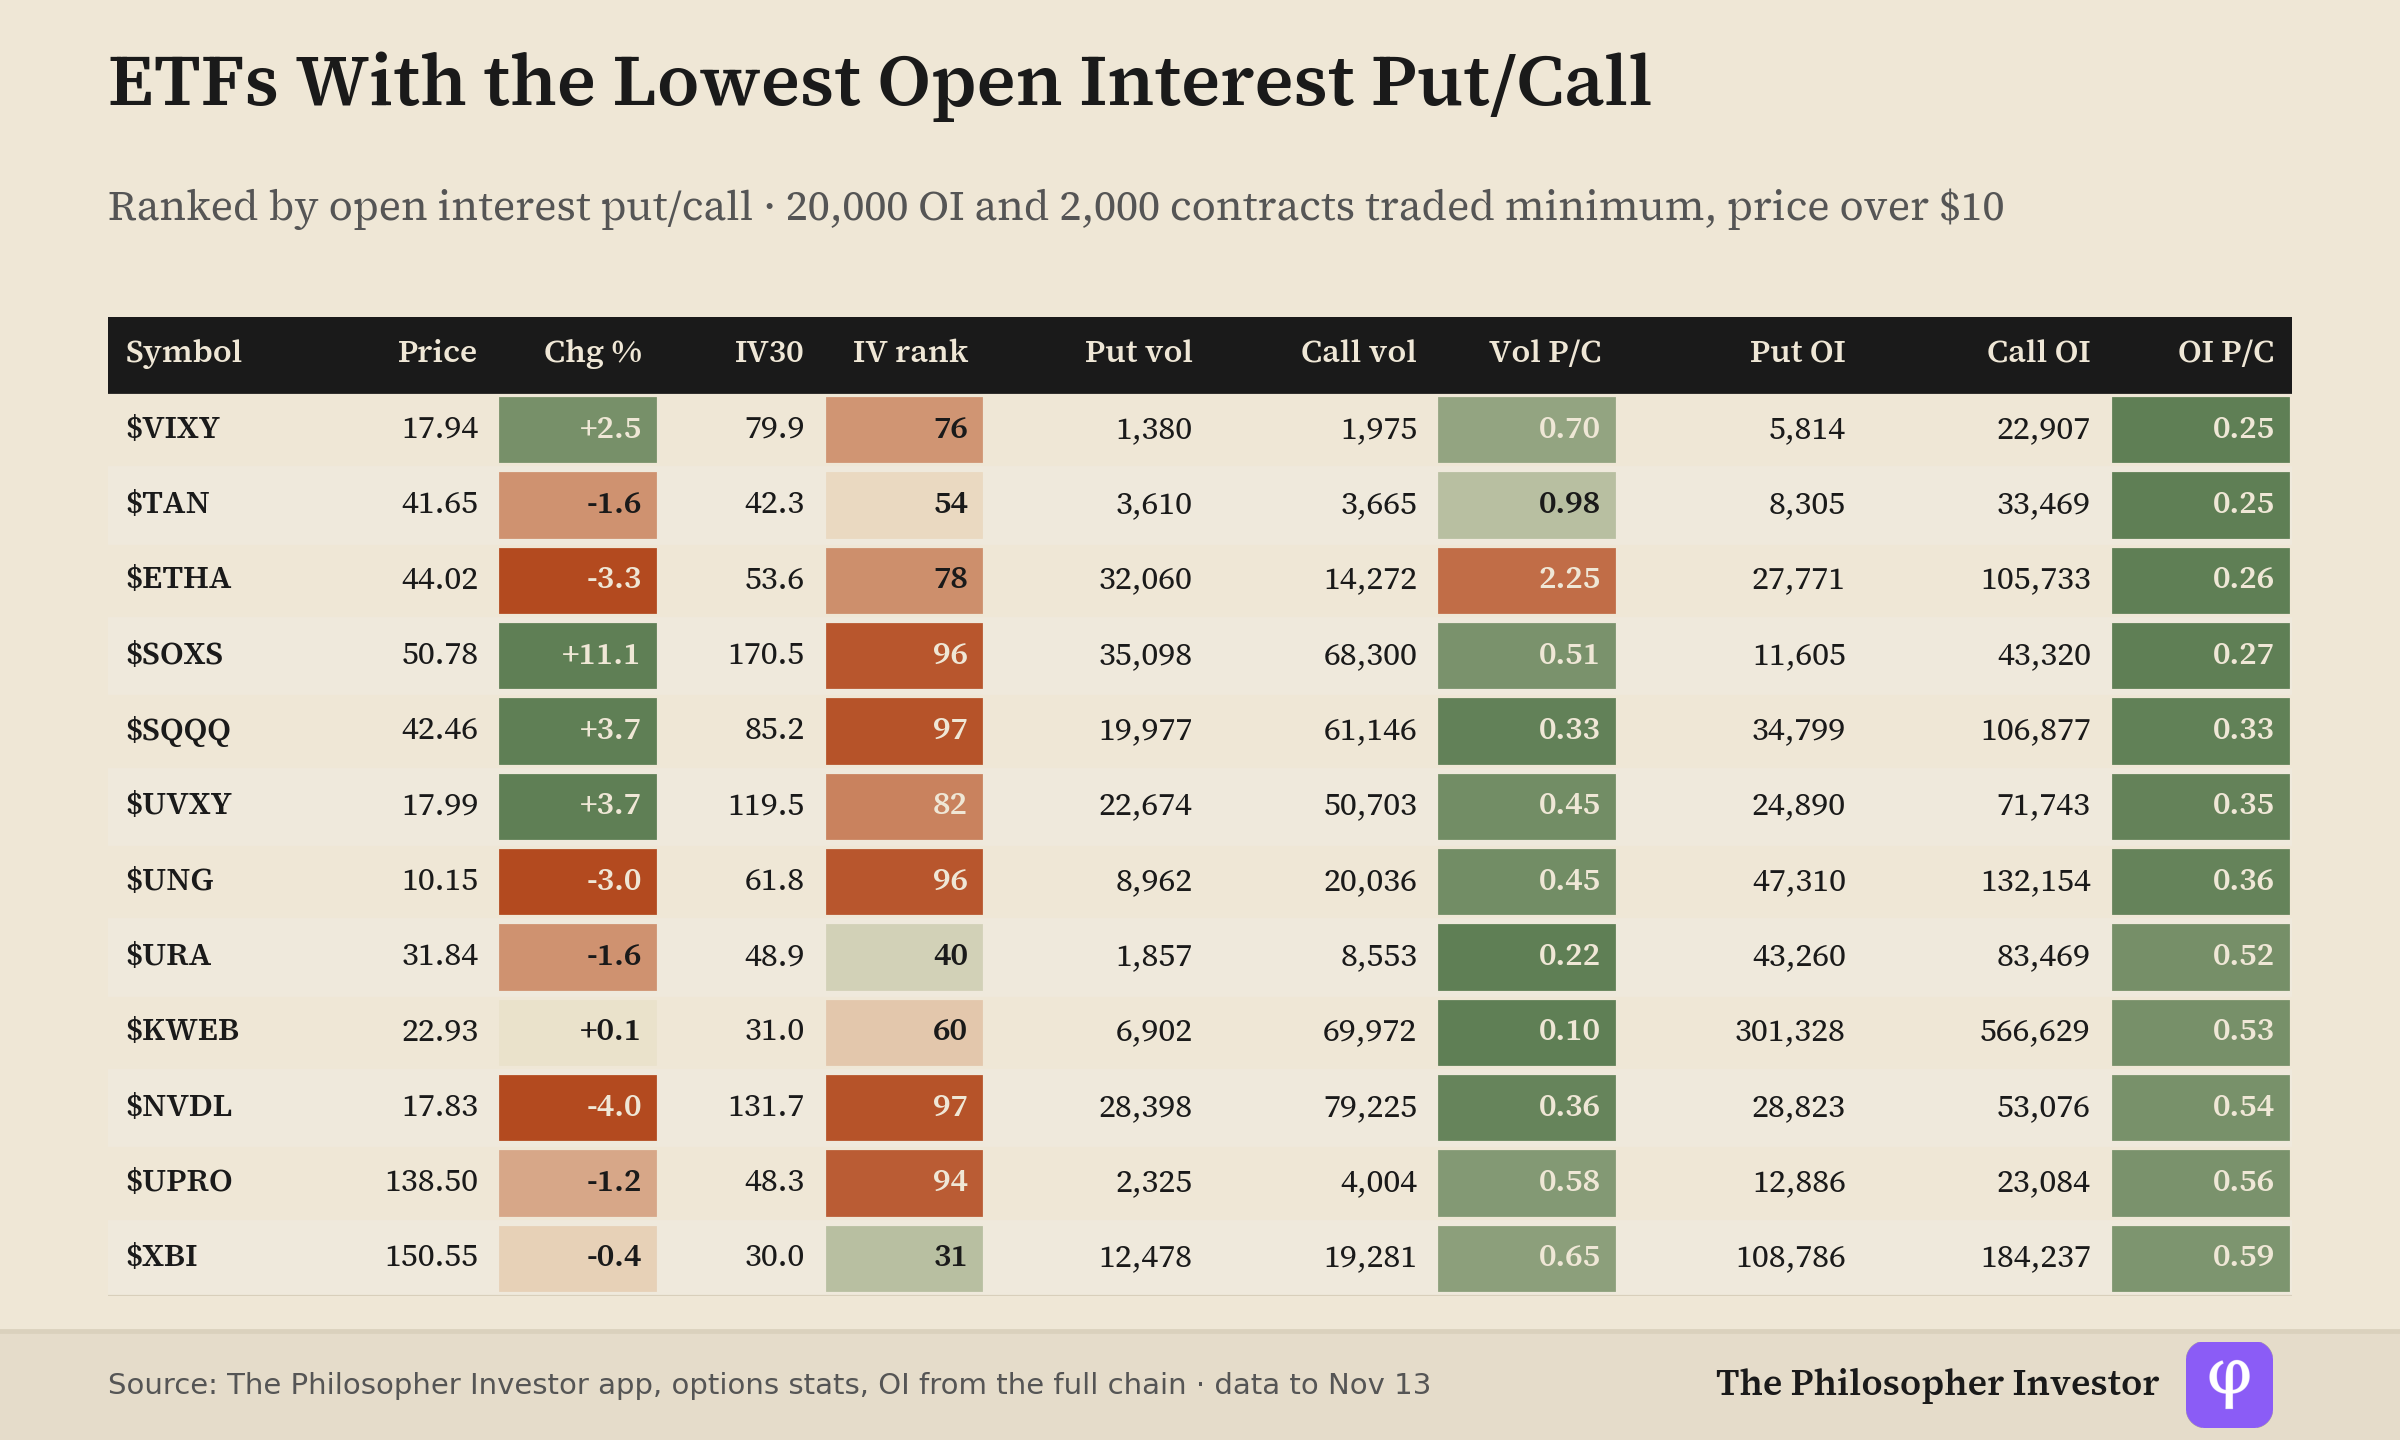 ETFs With the Lowest Open Interest Put/Call
Ranked by open interest put/call · 20,000 OI and 2,000 contracts traded minimum, price over $10
Symbol Price Chg % IV30 IV rank Put vol Call vol Vol P/C Put OI Call OI OI P/C
$VIXY 17.94 +2.5 79.9 76 1,380 1,975 0.70 5,814 22,907 0.25
$TAN 41.65 -1.6 42.3 54 3,610 3,665 0.98 8,305 33,469 0.25
$ETHA 44.02 -3.3 53.6 78 32,060 14,272 2.25 27,771 105,733 0.26
$SOXS 50.78 +11.1 170.5 96 35,098 68,300 0.51 11,605 43,320 0.27
$SQQQ 42.46 +3.7 85.2 97 19,977 61,146 0.33 34,799 106,877 0.33
$UVXY 17.99 +3.7 119.5 82 22,674 50,703 0.45 24,890 71,743 0.35
$UNG 10.15 -3.0 61.8 96 8,962 20,036 0.45 47,310 132,154 0.36
$URA 31.84 -1.6 48.9 40 1,857 8,553 0.22 43,260 83,469 0.52
$KWEB 22.93 +0.1 31.0 60 6,902 69,972 0.10 301,328 566,629 0.53
$NVDL 17.83 -4.0 131.7 97 28,398 79,225 0.36 28,823 53,076 0.54
$UPRO 138.50 -1.2 48.3 94 2,325 4,004 0.58 12,886 23,084 0.56
$XBI 150.55 -0.4 30.0 31 12,478 19,281 0.65 108,786 184,237 0.59
Source: The Philosopher Investor app, options stats, OI from the full chain · data to Nov 13
The Philosopher Investor φ